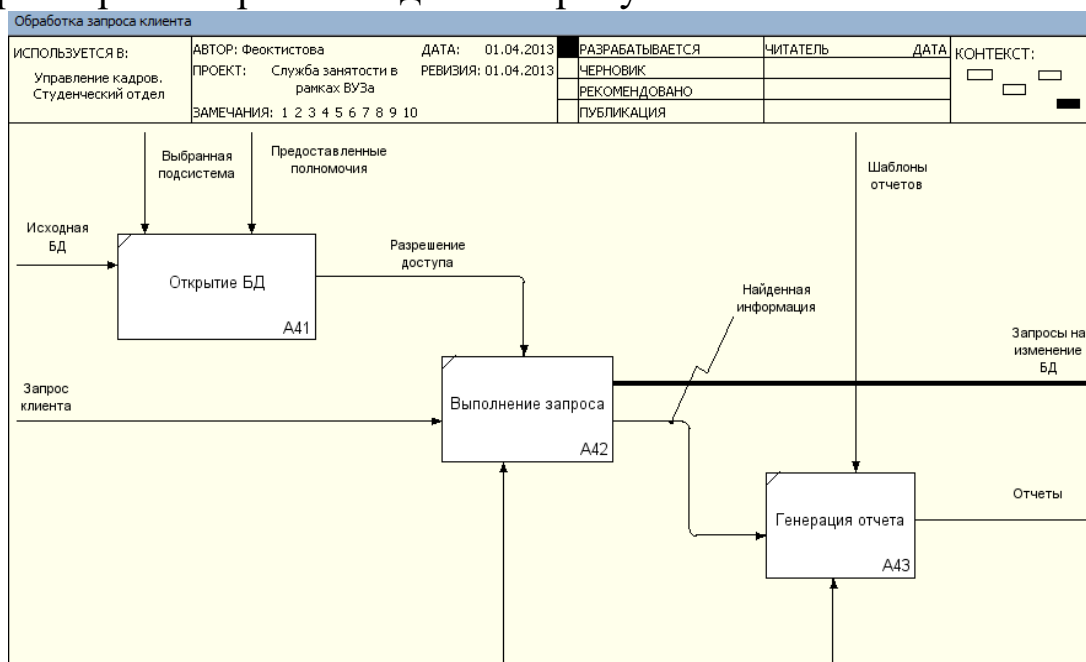 Обработка запроса клиента
ИСПОЛЬЗУЕТСЯ В:
Управление кадров.
Студенческий отдел
АВТОР: Феоктистова
ДАТА: 01.04.2013
ПРОЕКТ: Служба занятости в
рамках ВУЗа
РЕВИЗИЯ: 01.04.2013
ЗАМЕЧАНИЯ: 1 2 3 4 5 6 7 8 9 10
РАЗРАБАТЫВАЕТСЯ
ЧЕРНОВИК
РЕКОМЕНДОВАНО
ПУБЛИКАЦИЯ
ЧИТАТЕЛЬ ДАТА
КОНТЕКСТ:
Выбранная
подсистема
Предоставленные
полномочия
Шаблоны
отчетов
Исходная
БД
Открытие БД
A41
Разрешение
доступа
Найденная
информация
Запросы на
изменение
БД
Запрос
клиента
Выполнение запроса
A42
Отчеты
Генерация отчета
A43